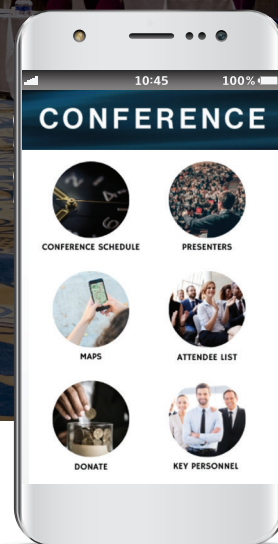 10:45 100%
CONFERENCE
CONFERENCE SCHEDULE PRESENTERS
MAPS ATTENDEE LIST
DONATE KEY PERSONNEL